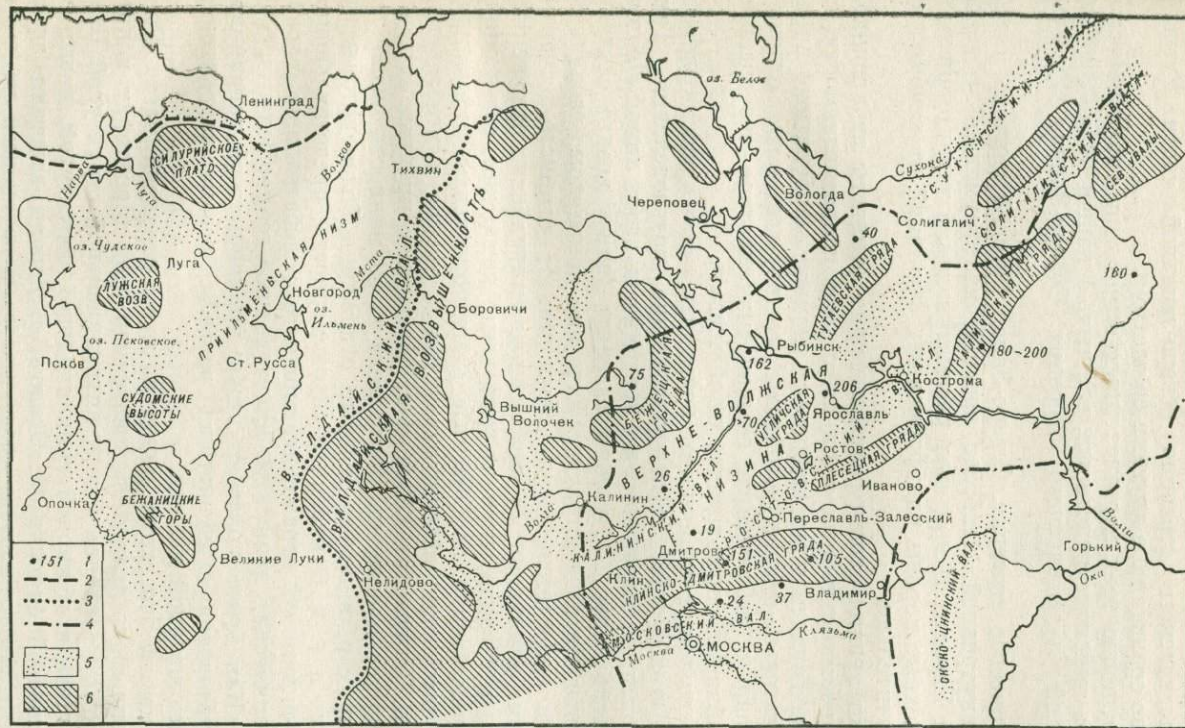 оз. Белое
Ленинград
СУХОНСКИЙ ВАЛ
СИЛУРИЙСКОЕ
ПЛАТО
Нарва
Луга
Волхов
Тихвин
Сухона
СЕВ. УВАЛЫ
Вологда
Череповец
Солигалич
40
оз. Чудское
Луга
ЛУЖСКАЯ
ВОЗВ.
ПРИИЛЬМЕНЬСКАЯ НИЗМ
Мста
Новгород
оз.
Ильмень
Боровичи
ВАЛДАЙСКИЙ ВАЛ?
ВАЛДАЙСКАЯ ВОЗВЫШЕННОСТЬ
ГАЛИЧСКАЯ ГРЯДА
160
оз. Псковское
Псков
Ст. Русса
Рыбинск
162
180-200
75
БЕЖЕЦКАЯ
ГРЯДА
206
Кострома
СУДОМСКИЕ
ВЫСОТЫ
Вышний
Волочек
70
УГЛИЧСКАЯ
ГРЯДА
Ярославль
Ростов
ПЛЕСЕЦКАЯ ГРЯДА
ВЕРХНЕ-ВОЛЖСКАЯ
НИЗИНА
26
Иваново
Опочка
БЕЖАНИЦКИЕ
ГОРЫ
Калинин
Волга
КАЛИНИНСКИЙ ВАЛ
19
Переславль-Залесский
Волга
Горький
Великие Луки
Нелидово
Дмитров
151
105
Клин
КЛИНСКО-ДМИТРОВСКАЯ ГРЯДА
24
37
Владимир
Ока
МОСКОВСКИЙ ВАЛ
Клязьма
Москва
МОСКВА
ОКСКО-ЦНИНСКИЙ ВАЛ
151 1
2
3
4
5
6